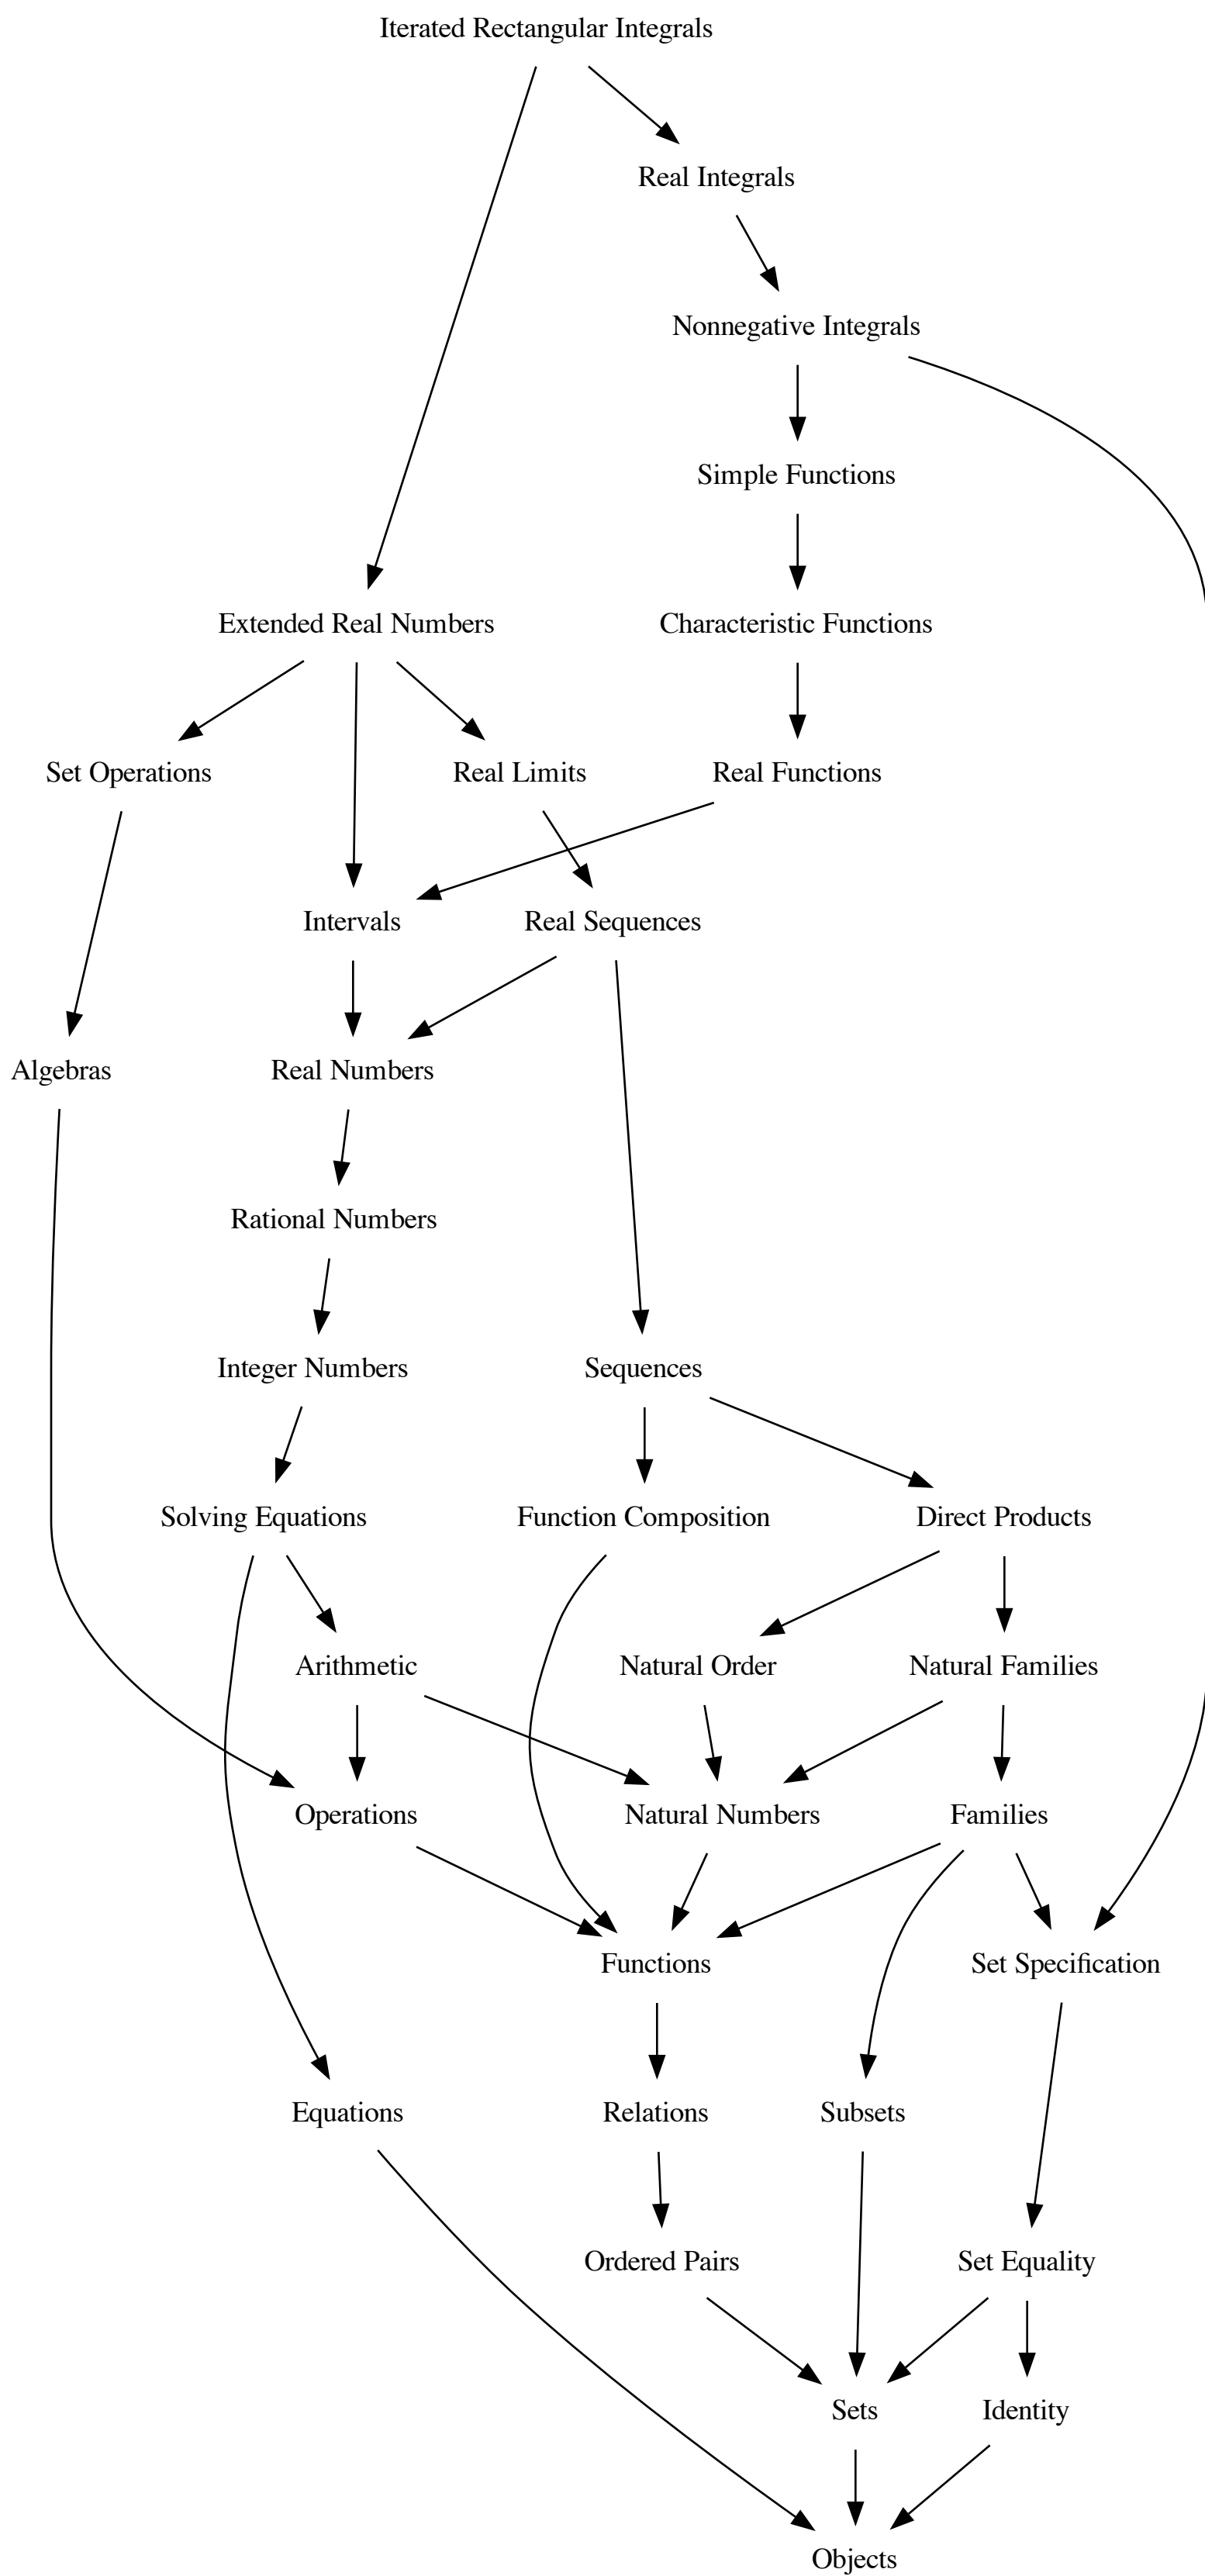 Iterated Rectangular Integrals
Real Integrals
Nonnegative Integrals
Simple Functions
Extended Real Numbers
Characteristic Functions
Set Operations
Real Limits
Real Functions
Intervals
Real Sequences
Algebras
Real Numbers
Rational Numbers
Integer Numbers
Sequences
Solving Equations
Function Composition
Direct Products
Arithmetic
Natural Order
Natural Families
Operations
Natural Numbers
Families
Functions
Set Specification
Equations
Relations
Subsets
Ordered Pairs
Set Equality
Sets
Identity
Objects